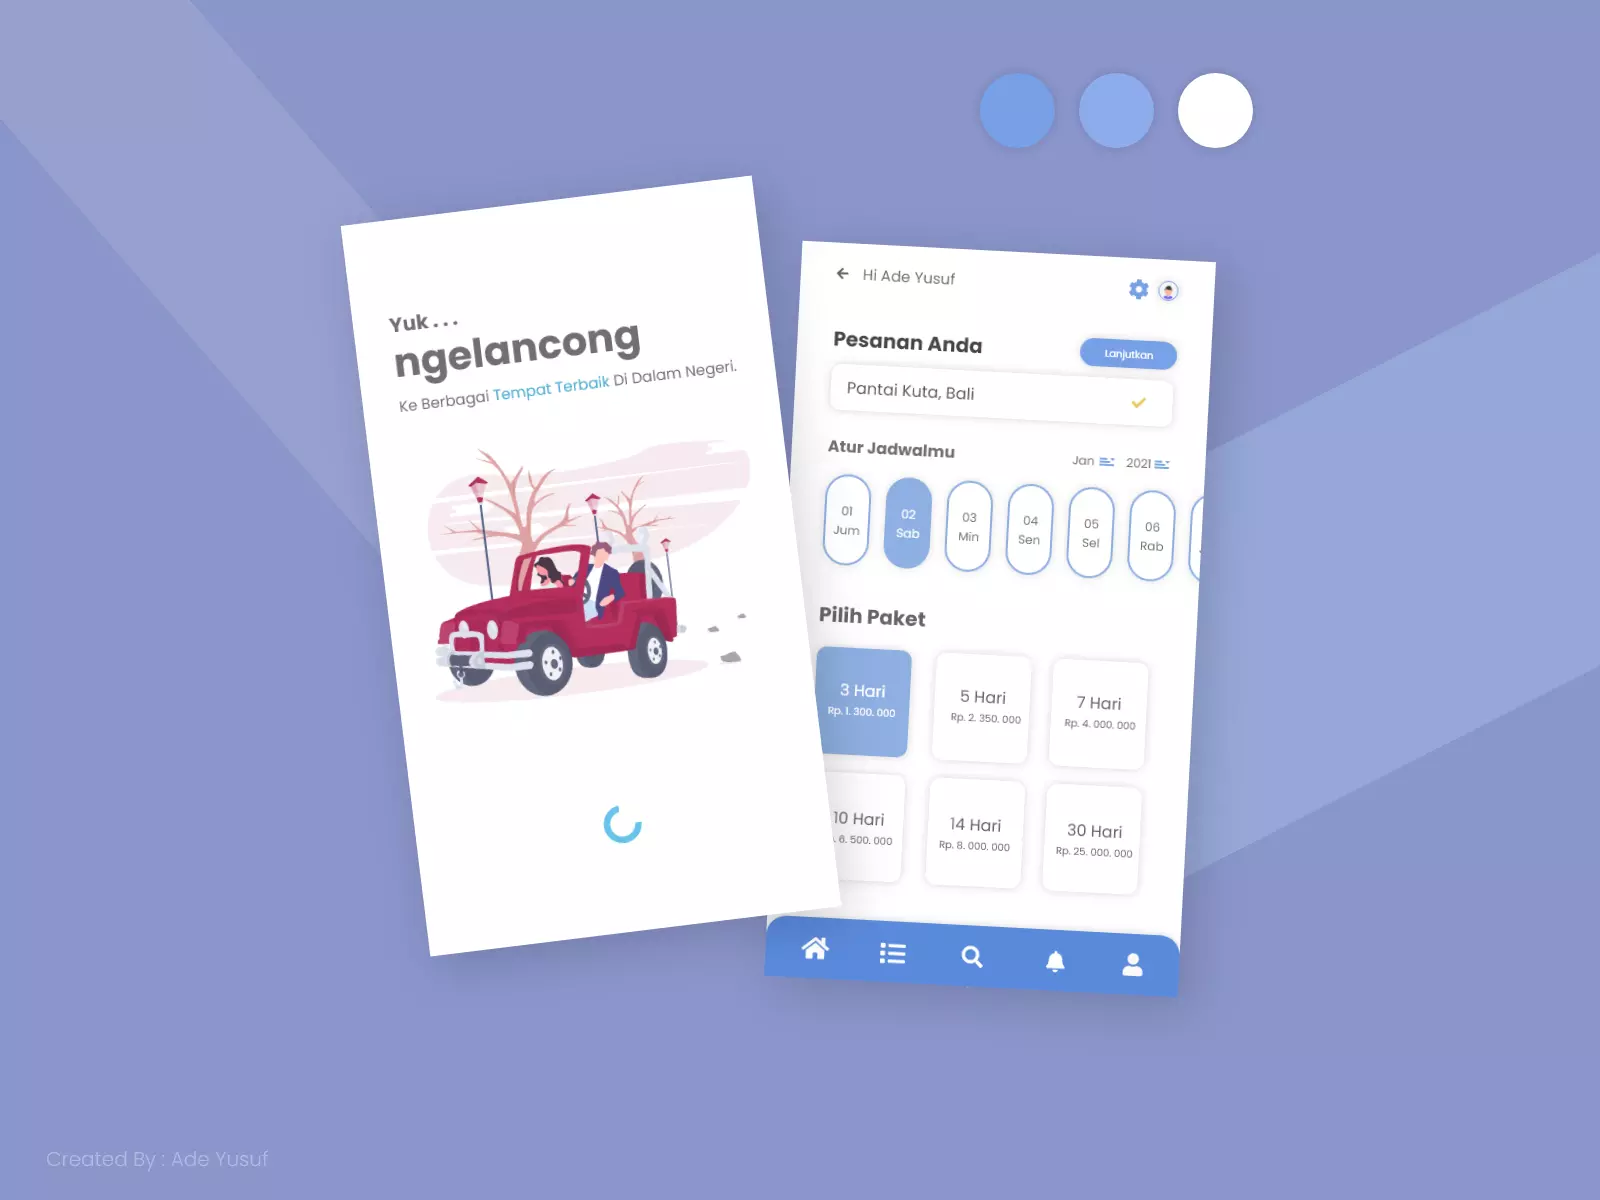 Yuk . . .
ngelancong
Ke Berbagai Tempat Terbaik Di Dalam Negeri.
Hi Ade Yusuf
Pesanan Anda
Lanjutkan
Pantai Kuta, Bali
Atur Jadwalmu
Jan 2021
01 02 03 04 05 06
Jum Sab Min Sen Sel Rab
Pilih Paket
3 Hari 5 Hari 7 Hari
Rp. 1. 300. 000 Rp. 2. 350. 000 Rp. 4. 000. 000
10 Hari 14 Hari 30 Hari
. 6. 500. 000 Rp. 8. 000. 000 Rp. 25. 000. 000
Created By : Ade Yusuf